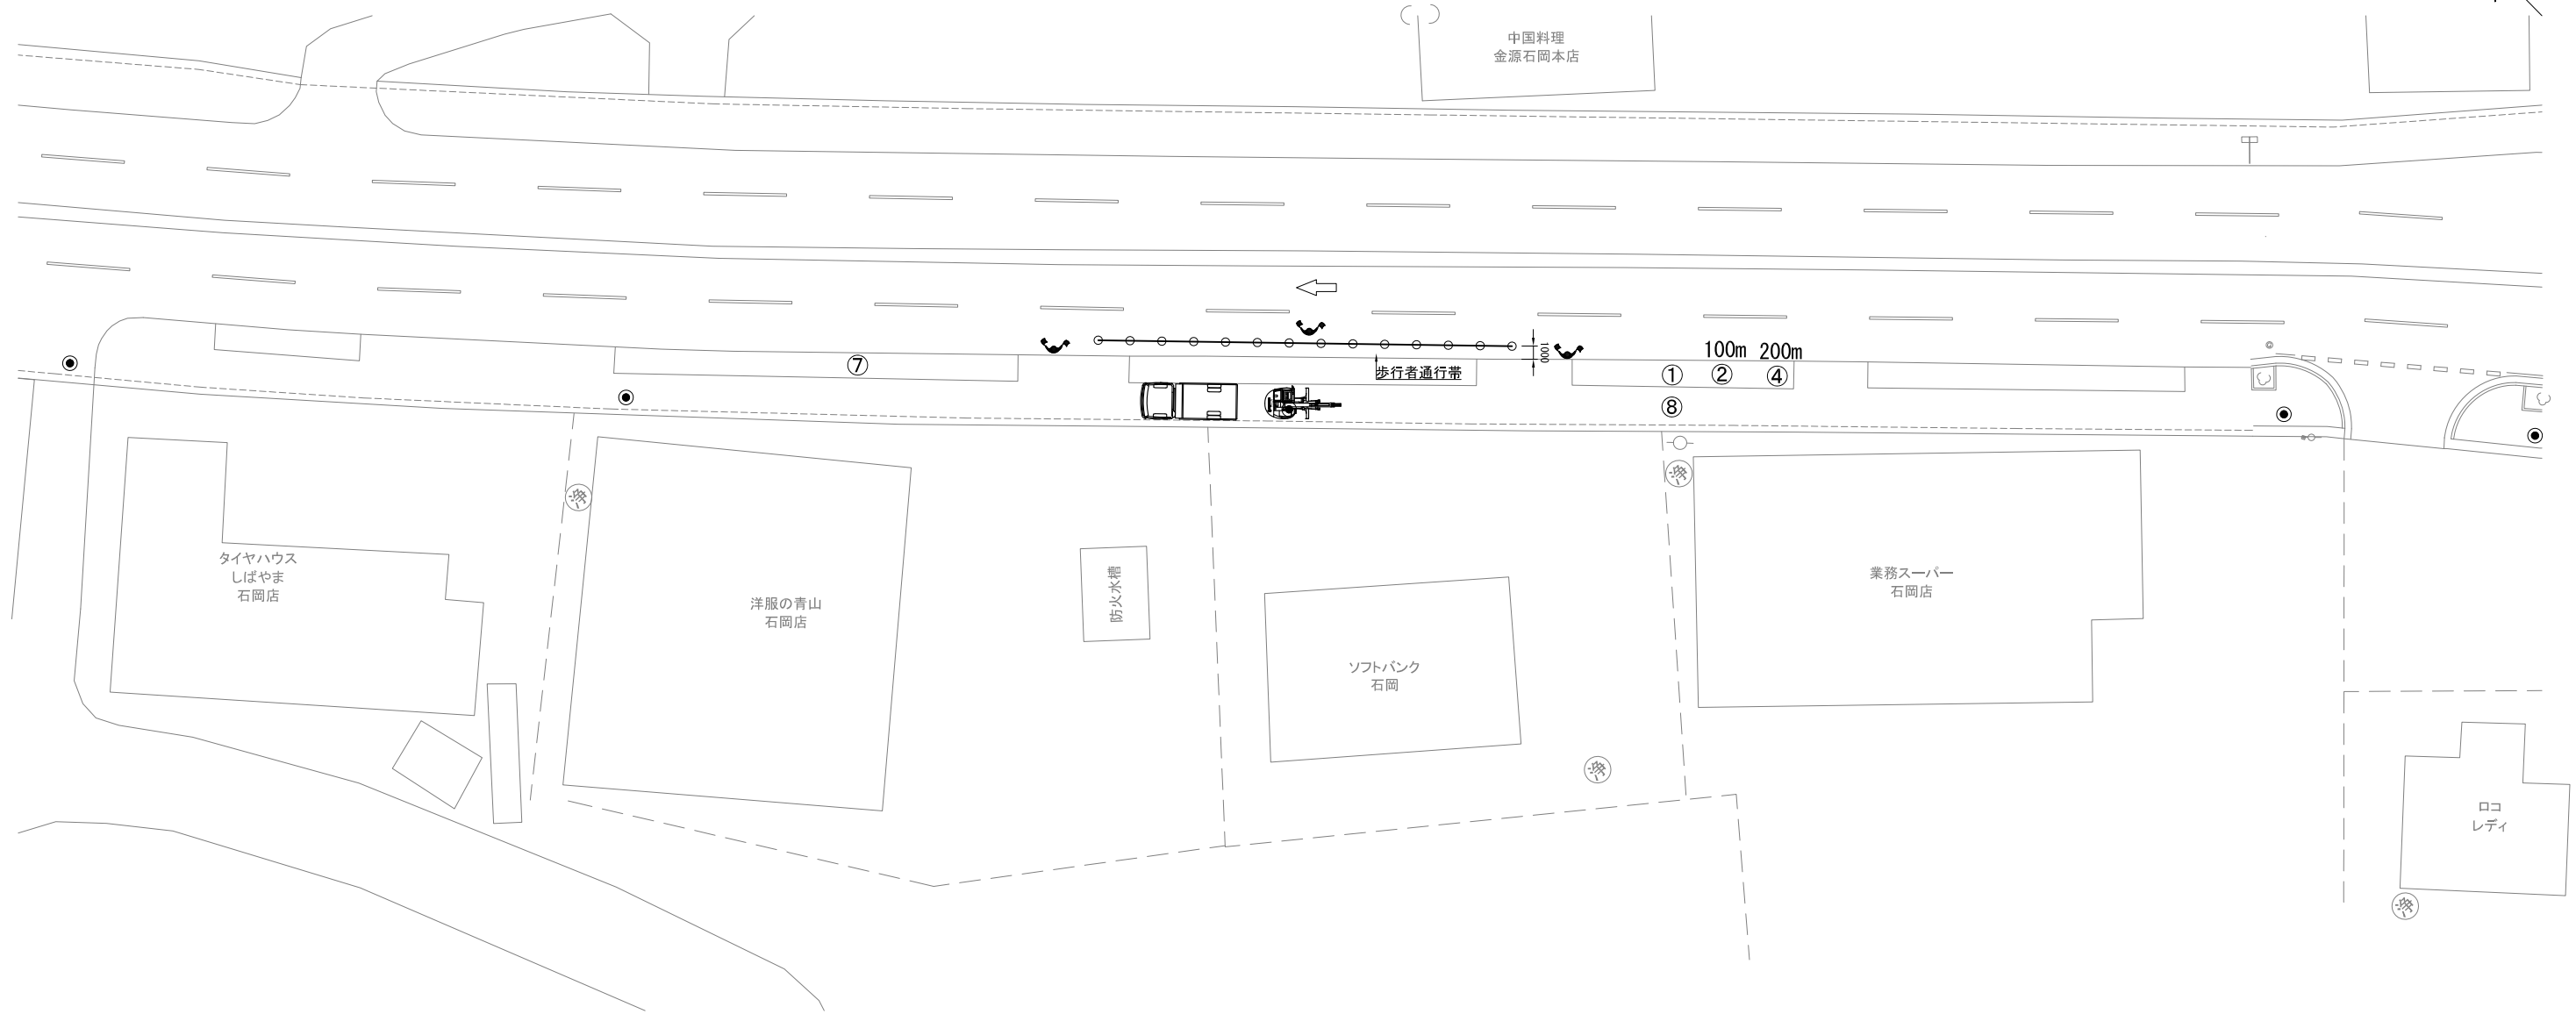 中国料理
金源石岡本店
100m 200m
1000
⑦
歩行者通行帯
① ② ④
⑧
浄
浄
タイヤハウス
しばやま
石岡店
洋服の青山
石岡店
防火水槽
業務スーパー
石岡店
ソフトバンク
石岡
浄
ロコ
レディ
浄